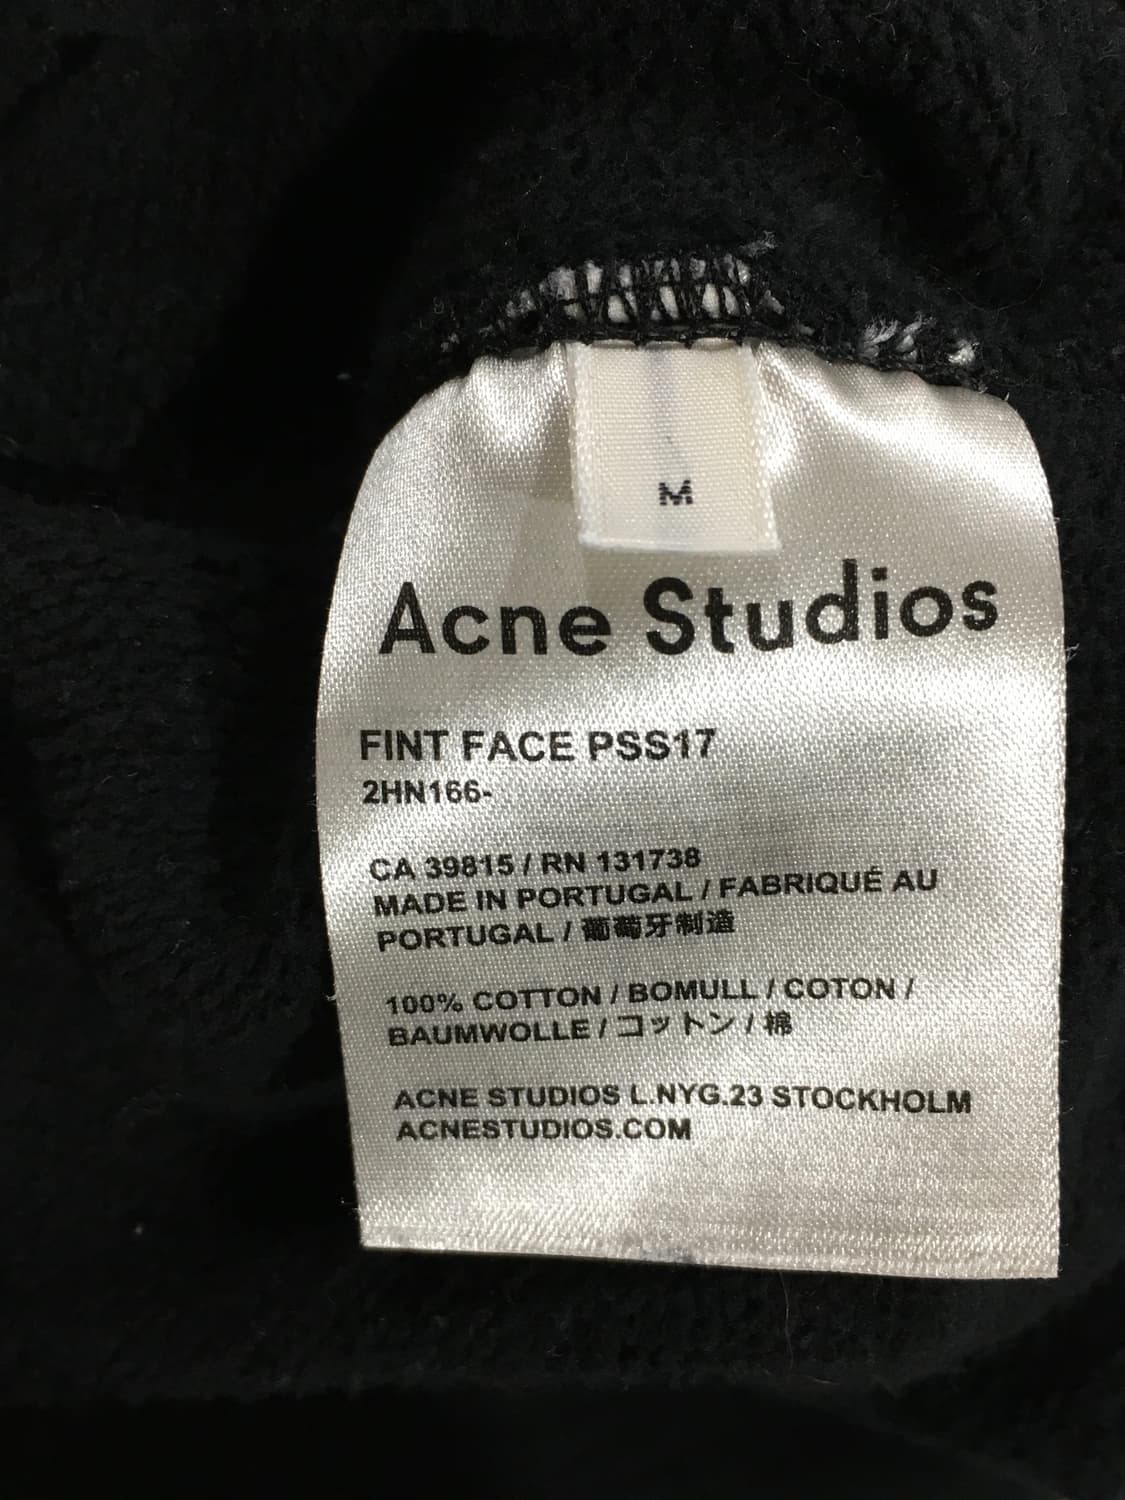 M
Acne Studios
FINT FACE PSS17
2HN166-
CA 39815 / RN 131738
MADE IN PORTUGAL / FABRIQUÉ AU
PORTUGAL / 葡萄牙制造
100% COTTON / BOMULL / COTON /
BAUMWOLLE / コットン / 棉
ACNE STUDIOS L.NYG.23 STOCKHOLM
ACNESTUDIOS.COM